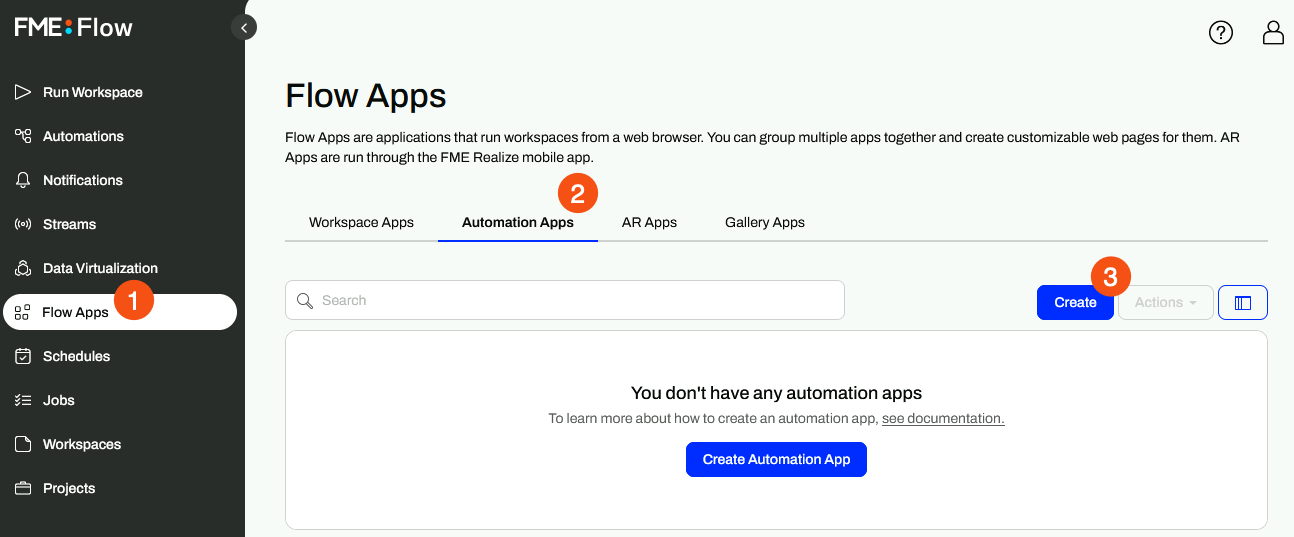 FME:Flow
Run Workspace
Automations
Notifications
Streams
Data Virtualization
Flow Apps
1
Schedules
Jobs
Workspaces
Projects
?
Flow Apps
Flow Apps are applications that run workspaces from a web browser. You can group multiple apps together and create customizable web pages for them. AR
Apps are run through the FME Realize mobile app.
2
Workspace Apps Automation Apps AR Apps Gallery Apps
3
Search Create Actions
You don't have any automation apps
To learn more about how to create an automation app, see documentation.
Create Automation App